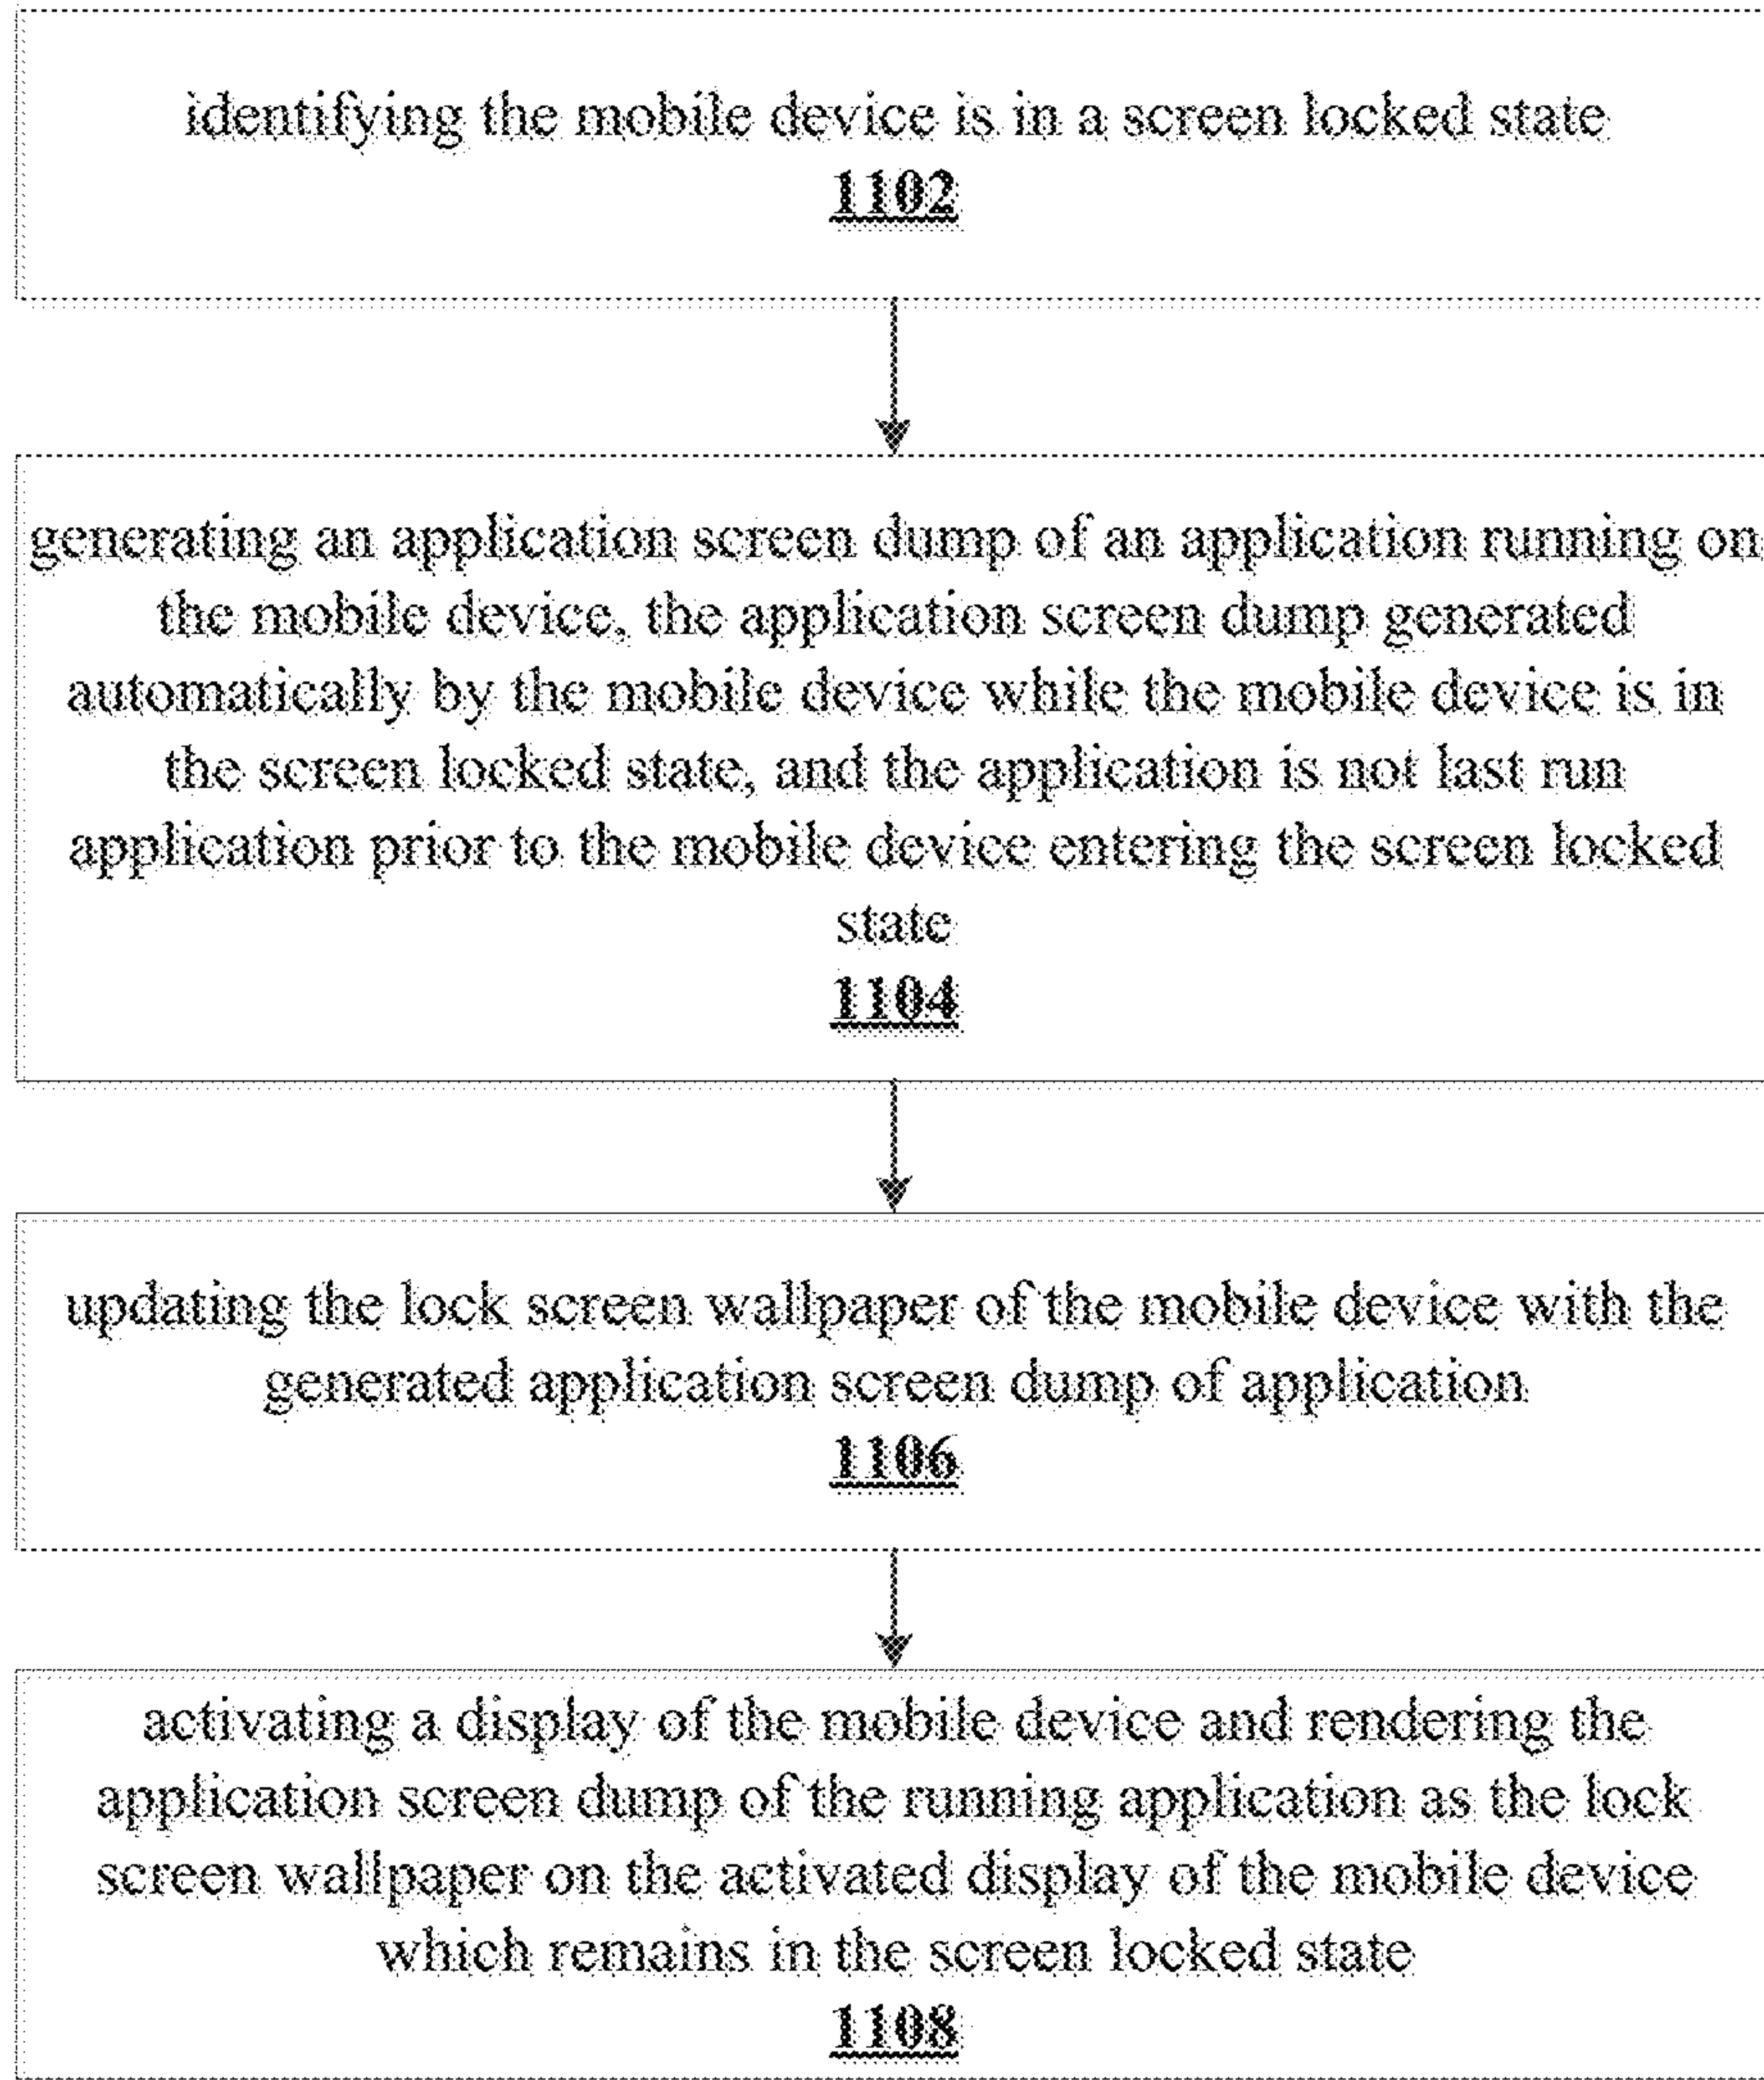 identifying the mobile device is in a screen locked state
1102
generating an application screen dump of an application running on
the mobile device, the application screen dump generated
automatically by the mobile device while the mobile device is in
the screen locked state, and the application is not last run
application prior to the mobile device entering the screen locked
state
1104
updating the lock screen wallpaper of the mobile device with the
generated application screen dump of application
1106
activating a display of the mobile device and rendering the
application screen dump of the running application as the lock
screen wallpaper on the activated display of the mobile device
which remains in the screen locked state
1108